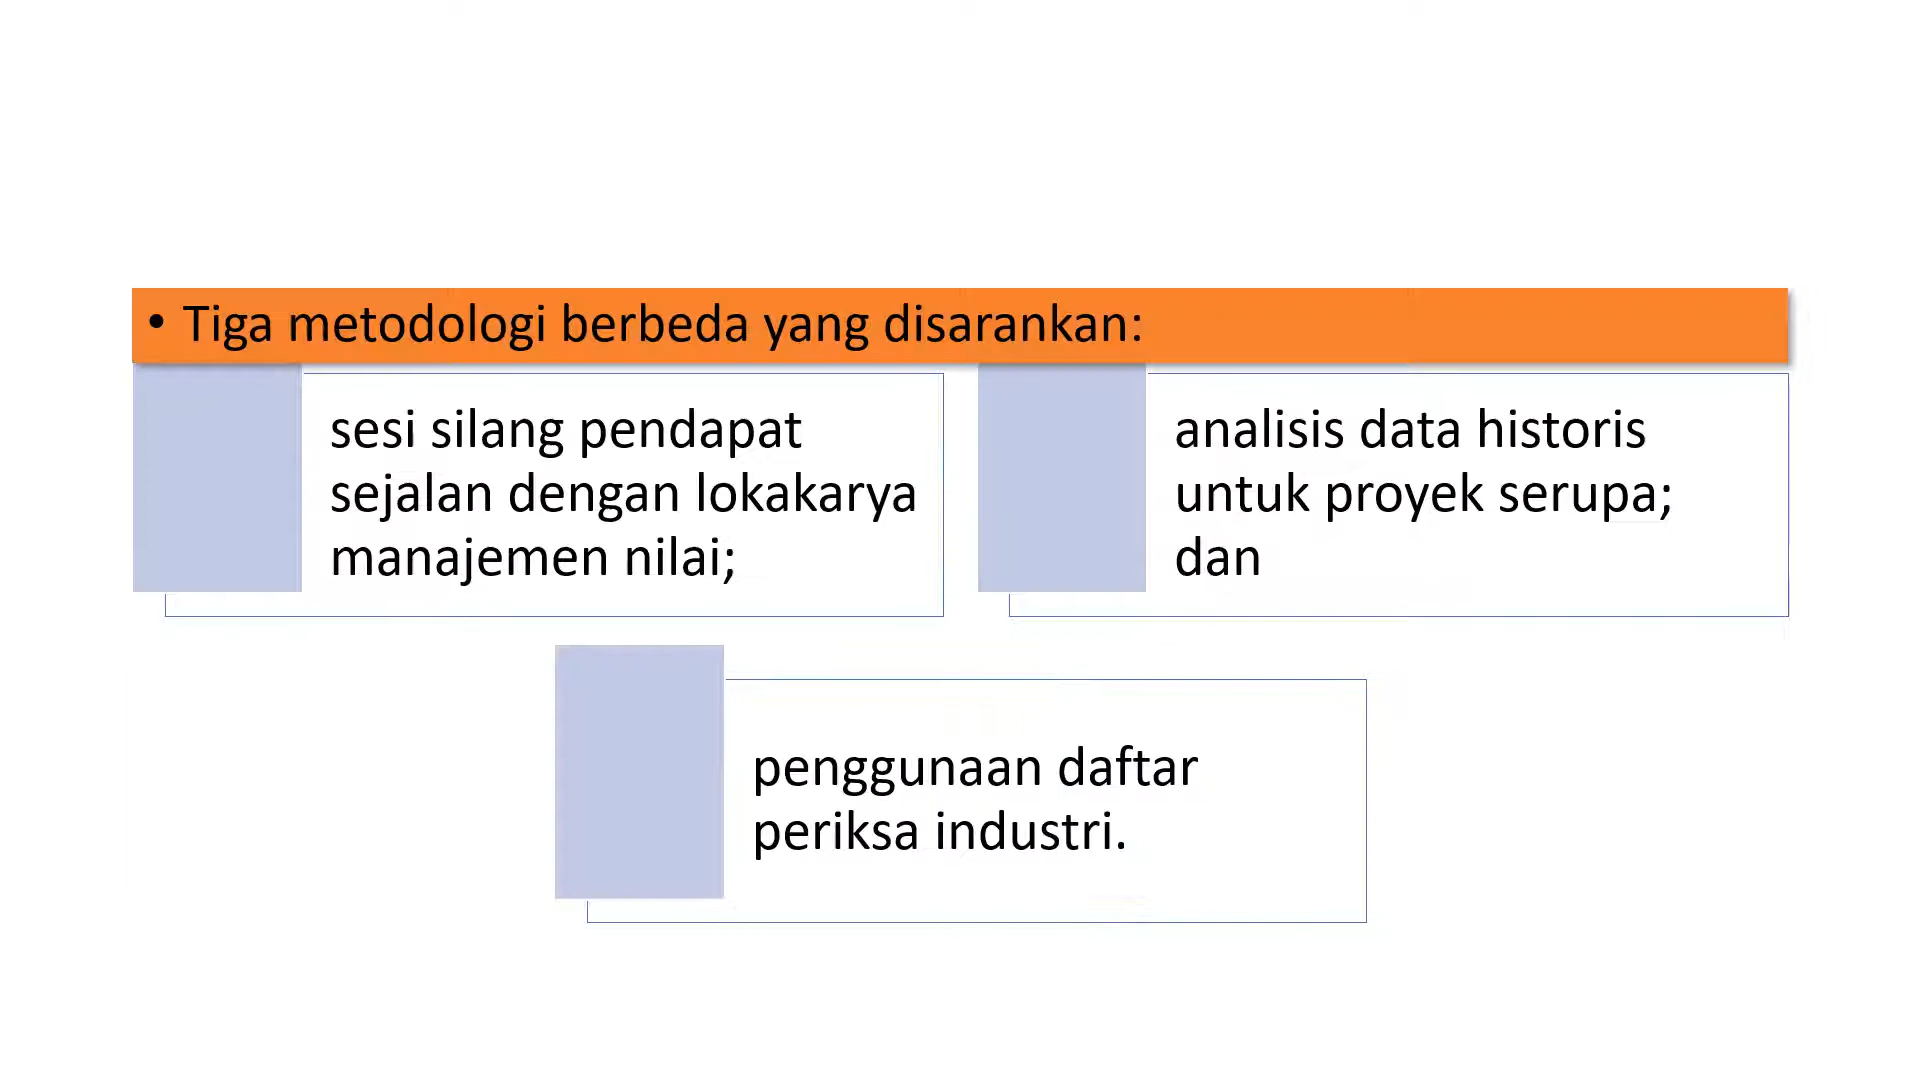 • Tiga metodologi berbeda yang disarankan:
sesi silang pendapat
sejalan dengan lokakarya
manajemen nilai;
analisis data historis
untuk proyek serupa;
dan
penggunaan daftar
periksa industri.